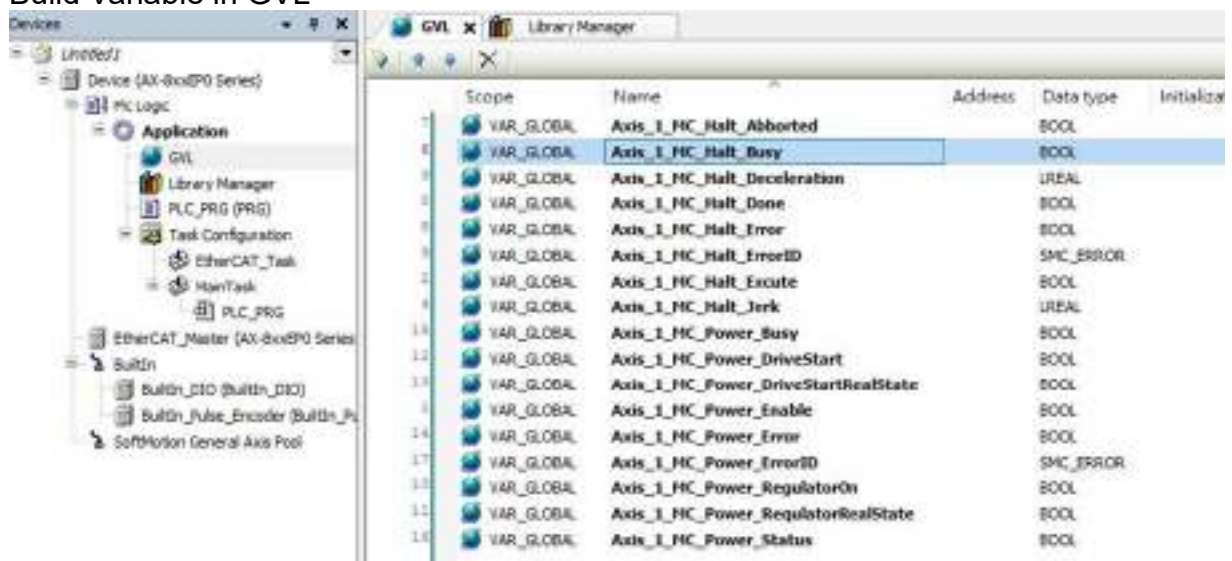 Build Variable in GVL
Devices
Untitled1
Device (AX-8xxEP0 Series)
PLC Logic
Application
GVL
Library Manager
PLC_PRG (PRG)
Task Configuration
EtherCAT_Task
MainTask
PLC_PRG
EtherCAT_Master (AX-8xxEP0 Series
BuiltIn
BuiltIn_DIO (BuiltIn_DIO)
BuiltIn_Pulse_Encoder (BuiltIn_Pu
SoftMotion General Axis Pool
GVL Library Manager
Scope Name Address Data type Initializat
VAR_GLOBAL Axis_1_MC_Halt_Abborted BOOL
VAR_GLOBAL Axis_1_MC_Halt_Busy BOOL
VAR_GLOBAL Axis_1_MC_Halt_Deceleration LREAL
VAR_GLOBAL Axis_1_MC_Halt_Done BOOL
VAR_GLOBAL Axis_1_MC_Halt_Error BOOL
VAR_GLOBAL Axis_1_MC_Halt_ErrorID SMC_ERROR
VAR_GLOBAL Axis_1_MC_Halt_Excute BOOL
VAR_GLOBAL Axis_1_MC_Halt_Jerk LREAL
VAR_GLOBAL Axis_1_MC_Power_Busy BOOL
VAR_GLOBAL Axis_1_MC_Power_DriveStart BOOL
VAR_GLOBAL Axis_1_MC_Power_DriveStartRealState BOOL
VAR_GLOBAL Axis_1_MC_Power_Enable BOOL
VAR_GLOBAL Axis_1_MC_Power_Error BOOL
VAR_GLOBAL Axis_1_MC_Power_ErrorID SMC_ERROR
VAR_GLOBAL Axis_1_MC_Power_RegulatorOn BOOL
VAR_GLOBAL Axis_1_MC_Power_RegulatorRealState BOOL
VAR_GLOBAL Axis_1_MC_Power_Status BOOL